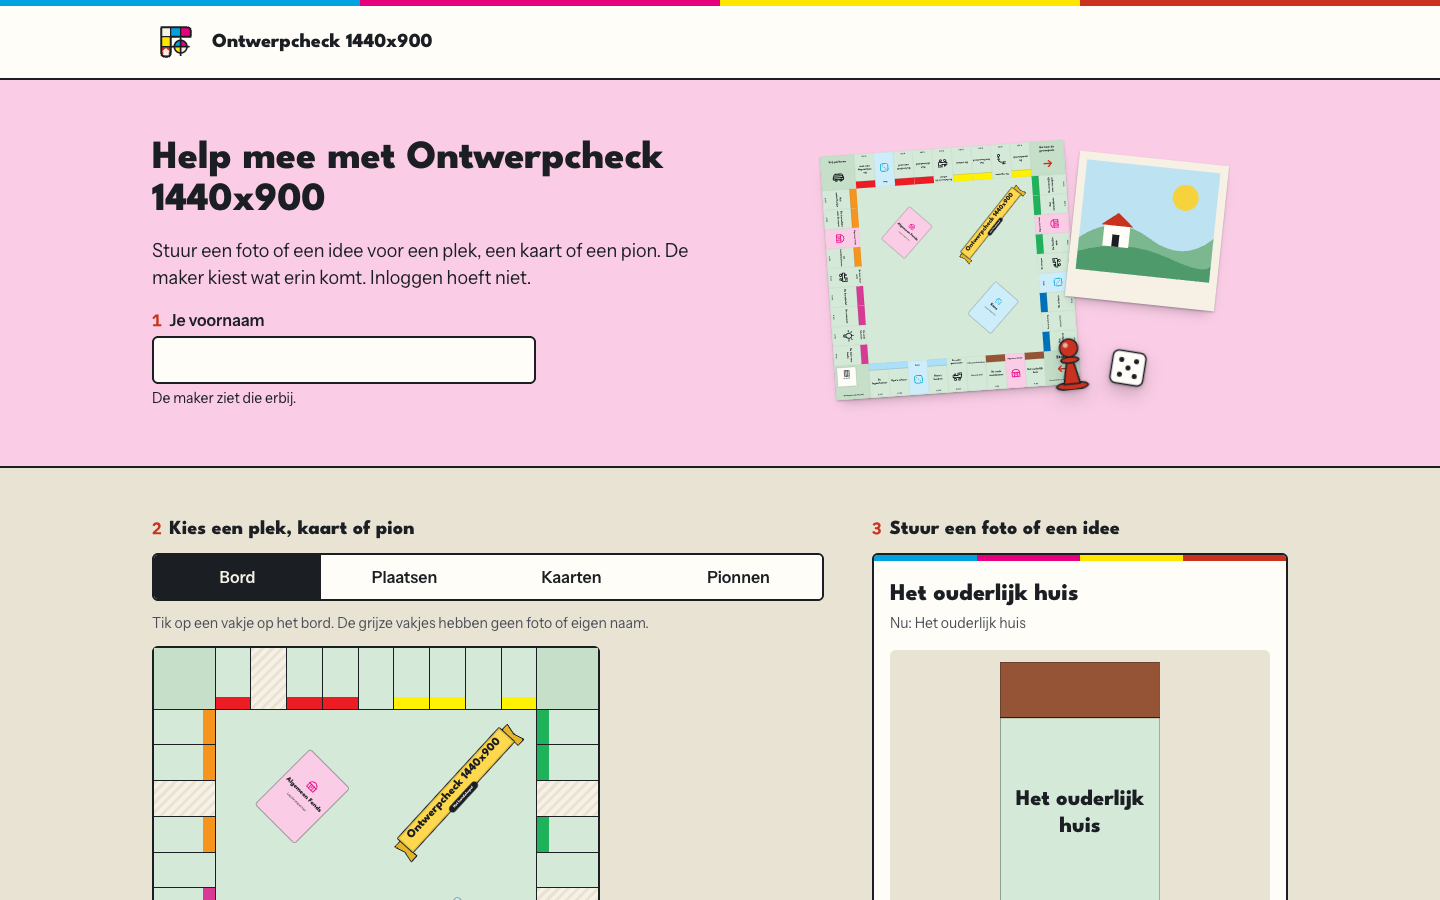 Ontwerpcheck 1440x900
Help mee met Ontwerpcheck
1440x900
Stuur een foto of een idee voor een plek, een kaart of een pion. De
maker kiest wat erin komt. Inloggen hoeft niet.
1 Je voornaam
De maker ziet die erbij.
Ontwerpcheck 1440x900
Algemeen Fonds
2 Kies een plek, kaart of pion
Bord
Plaatsen
Kaarten
Pionnen
Tik op een vakje op het bord. De grijze vakjes hebben geen foto of eigen naam.
Algemeen Fonds
Ontwerpcheck 1440x900
3 Stuur een foto of een idee
Het ouderlijk huis
Nu: Het ouderlijk huis
Het ouderlijk
huis